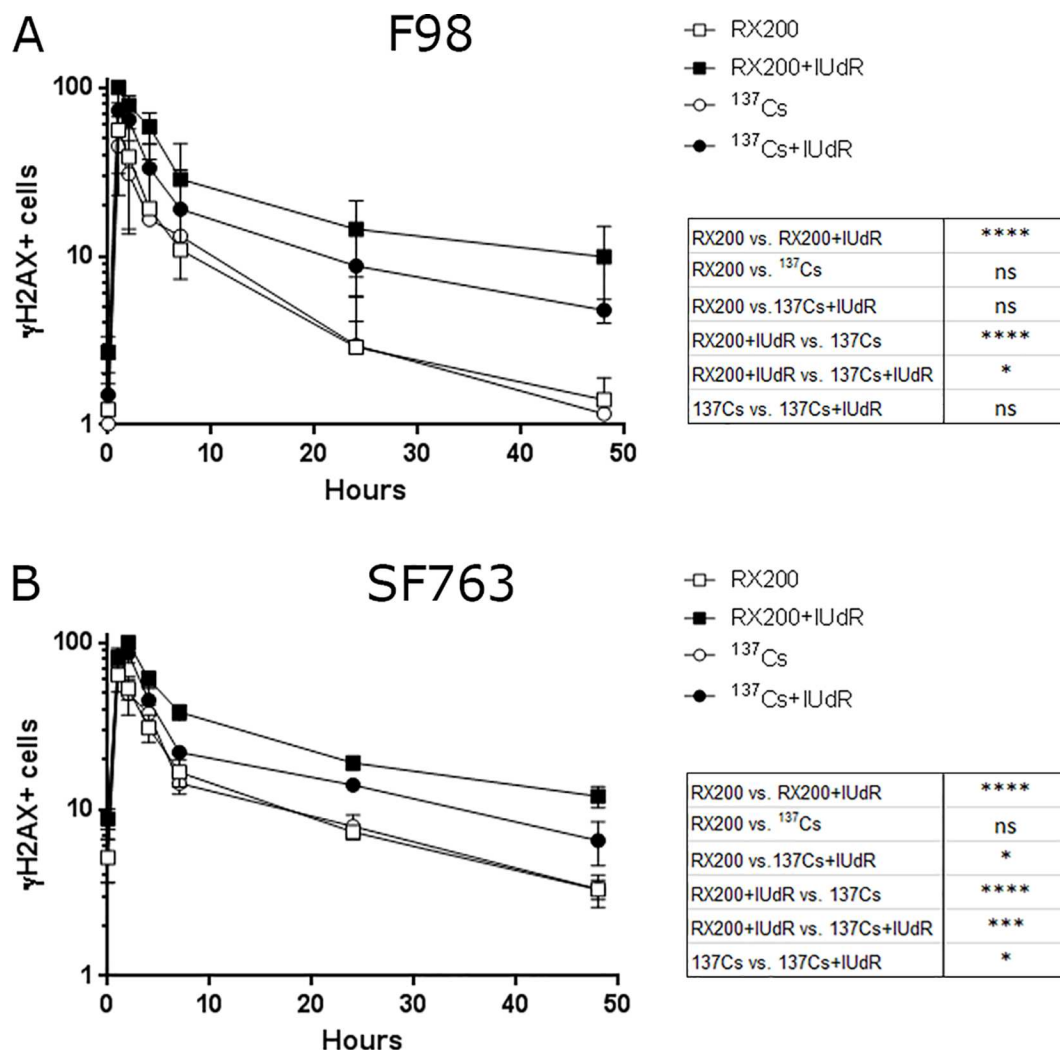 A
F98
RX200
RX200+IUdR
¹³⁷Cs
¹³⁷Cs+IUdR
γH2AX+ cells
100
10
1
0
10
20
30
40
50
Hours
RX200 vs. RX200+IUdR ****
RX200 vs. ¹³⁷Cs ns
RX200 vs.137Cs+IUdR ns
RX200+IUdR vs. 137Cs ****
RX200+IUdR vs. 137Cs+IUdR *
137Cs vs. 137Cs+IUdR ns
B
SF763
RX200
RX200+IUdR
¹³⁷Cs
¹³⁷Cs+IUdR
γH2AX+ cells
100
10
1
0
10
20
30
40
50
Hours
RX200 vs. RX200+IUdR ****
RX200 vs. ¹³⁷Cs ns
RX200 vs.137Cs+IUdR *
RX200+IUdR vs. 137Cs ****
RX200+IUdR vs. 137Cs+IUdR ***
137Cs vs. 137Cs+IUdR *